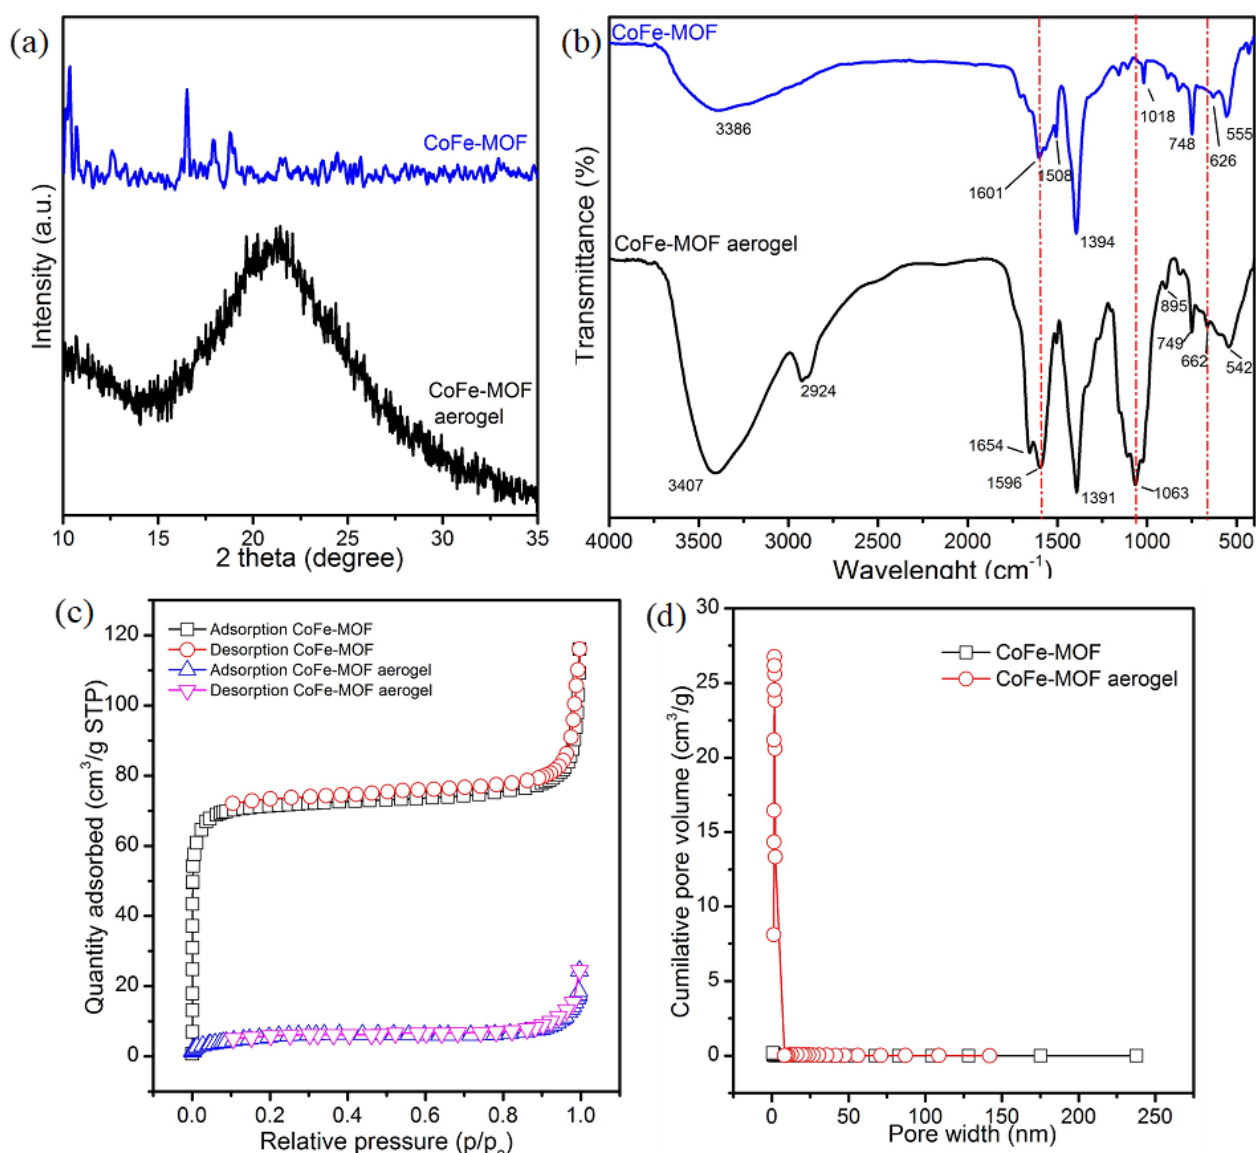 (a)
CoFe-MOF
CoFe-MOF
aerogel
Intensity (a.u.)
10 15 20 25 30 35
2 theta (degree)
(b)
CoFe-MOF
3386
1601
1508
1394
1018
748
626
555
CoFe-MOF aerogel
3407
2924
1654
1596
1391
1063
895
749
662
542
Transmittance (%)
4000 3500 3000 2500 2000 1500 1000 500
Wavelenght (cm⁻¹)
(c)
Adsorption CoFe-MOF
Desorption CoFe-MOF
Adsorption CoFe-MOF aerogel
Desorption CoFe-MOF aerogel
Quantity adsorbed (cm³/g STP)
120
100
80
60
40
20
0
0.0 0.2 0.4 0.6 0.8 1.0
Relative pressure (p/p₀)
(d)
CoFe-MOF
CoFe-MOF aerogel
Cumilative pore volume (cm³/g)
30
25
20
15
10
5
0
0 50 100 150 200 250
Pore width (nm)